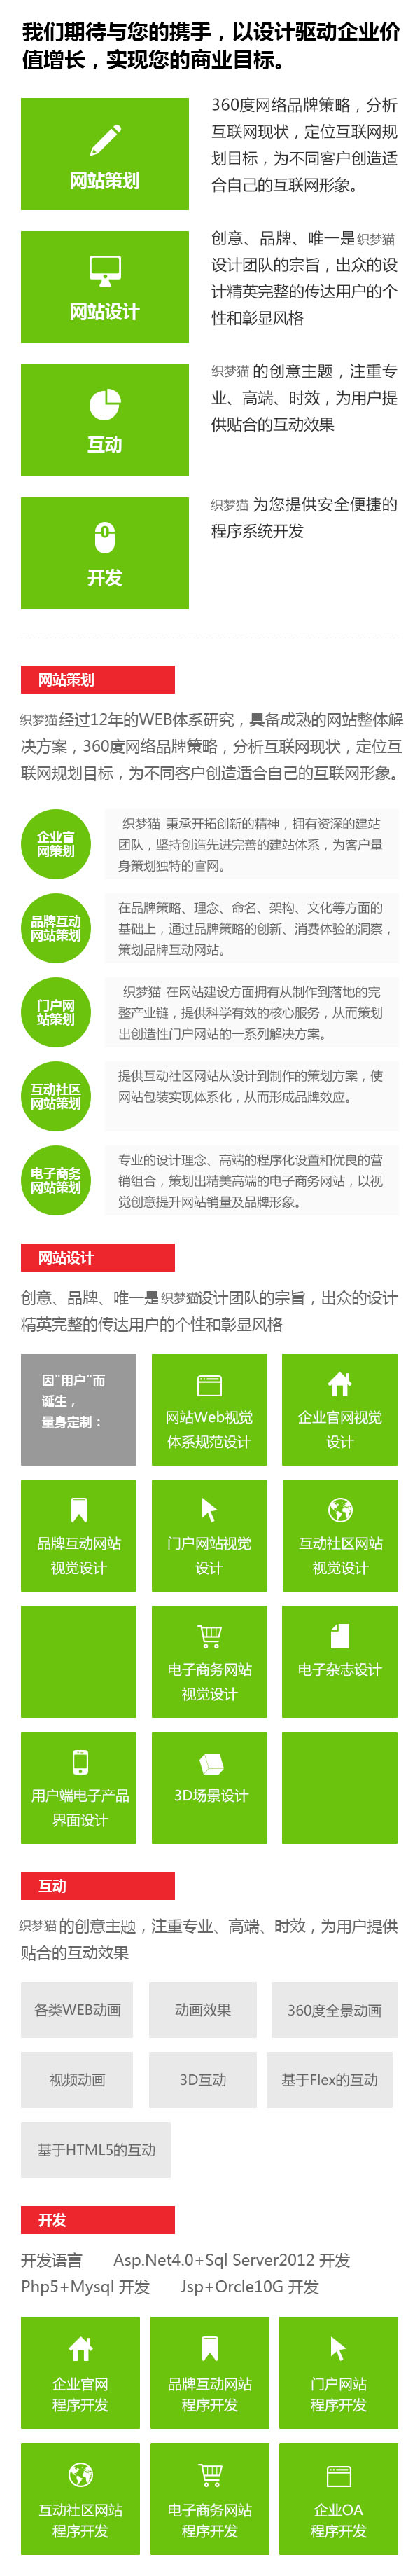 我们期待与您的携手，以设计驱动企业价
值增长，实现您的商业目标。
网站策划
360度网络品牌策略，分析
互联网现状，定位互联网规
划目标，为不同客户创造适
合自己的互联网形象。
网站设计
创意、品牌、唯一是织梦猫
设计团队的宗旨，出众的设
计精英完整的传达用户的个
性和彰显风格
互动
织梦猫 的创意主题，注重专
业、高端、时效，为用户提
供贴合的互动效果
开发
织梦猫 为您提供安全便捷的
程序系统开发
网站策划
织梦猫经过12年的WEB体系研究，具备成熟的网站整体解
决方案，360度网络品牌策略，分析互联网现状，定位互
联网规划目标，为不同客户创造适合自己的互联网形象。
企业官
网策划
织梦猫 秉承开拓创新的精神，拥有资深的建站
团队，坚持创造先进完善的建站体系，为客户量
身策划独特的官网。
品牌互动
网站策划
在品牌策略、理念、命名、架构、文化等方面的
基础上，通过品牌策略的创新、消费体验的洞察，
策划品牌互动网站。
门户网
站策划
织梦猫 在网站建设方面拥有从制作到落地的完
整产业链，提供科学有效的核心服务，从而策划
出创造性门户网站的一系列解决方案。
互动社区
网站策划
提供互动社区网站从设计到制作的策划方案，使
网站包装实现体系化，从而形成品牌效应。
电子商务
网站策划
专业的设计理念、高端的程序化设置和优良的营
销组合，策划出精美高端的电子商务网站，以视
觉创意提升网站销量及品牌形象。
网站设计
创意、品牌、唯一是织梦猫设计团队的宗旨，出众的设计
精英完整的传达用户的个性和彰显风格
因"用户"而
诞生，
量身定制：
网站Web视觉
体系规范设计
企业官网视觉
设计
品牌互动网站
视觉设计
门户网站视觉
设计
互动社区网站
视觉设计
电子商务网站
视觉设计
电子杂志设计
用户端电子产品
界面设计
3D场景设计
互动
织梦猫的创意主题，注重专业、高端、时效，为用户提供
贴合的互动效果
各类WEB动画
动画效果
360度全景动画
视频动画
3D互动
基于Flex的互动
基于HTML5的互动
开发
开发语言 Asp.Net4.0+Sql Server2012 开发
Php5+Mysql 开发 Jsp+Orcle10G 开发
企业官网
程序开发
品牌互动网站
程序开发
门户网站
程序开发
互动社区网站
程序开发
电子商务网站
程序开发
企业OA
程序开发